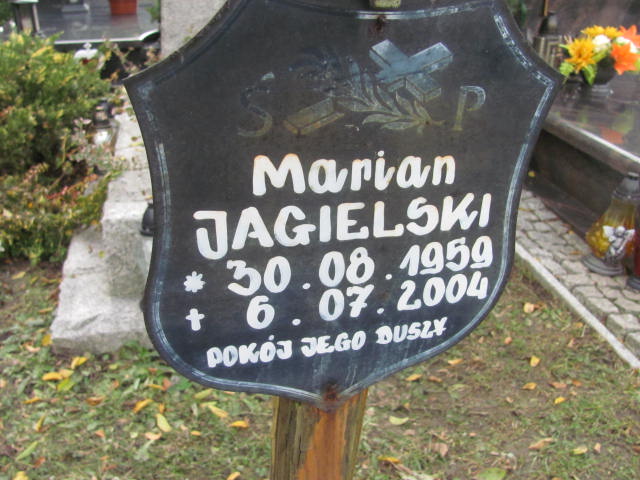 Ś P
Marian
JAGIELSKI
* 30.08.1959
† 6.07.2004
POKÓJ JEGO DUSZY